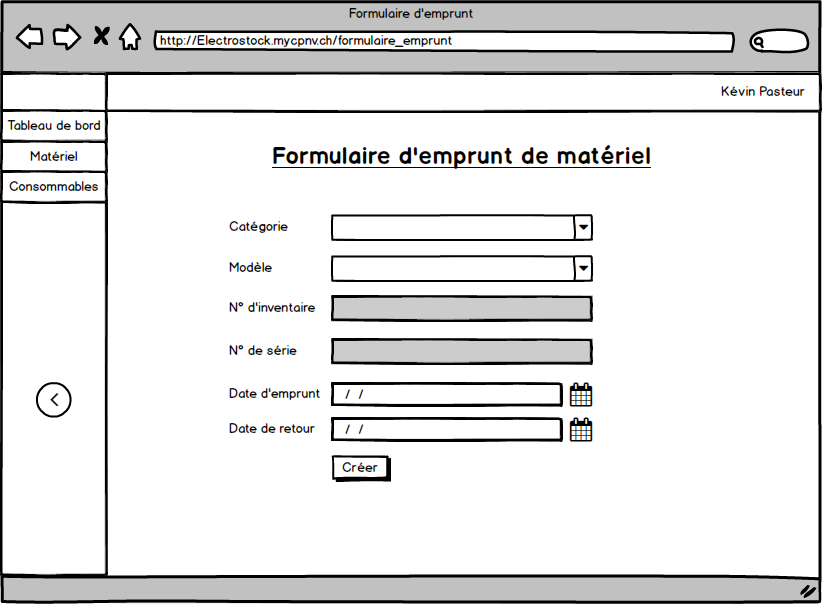 Formulaire d'emprunt
http://Electrostock.mycpnv.ch/formulaire_emprunt
Kévin Pasteur
Tableau de bord
Matériel
Consommables
Formulaire d'emprunt de matériel
Catégorie
Modèle
N° d'inventaire
N° de série
Date d'emprunt / /
Date de retour / /
Créer